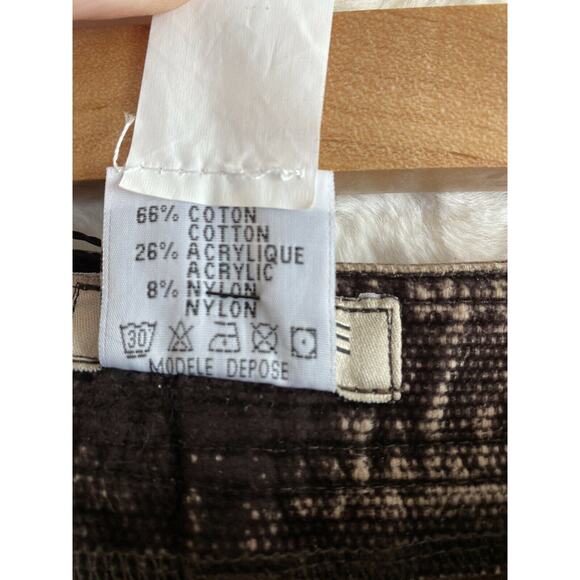 66% COTON
COTTON
26% ACRYLIQUE
ACRYLIC
8% NYLON
NYLON
30
MODELE DEPOSE